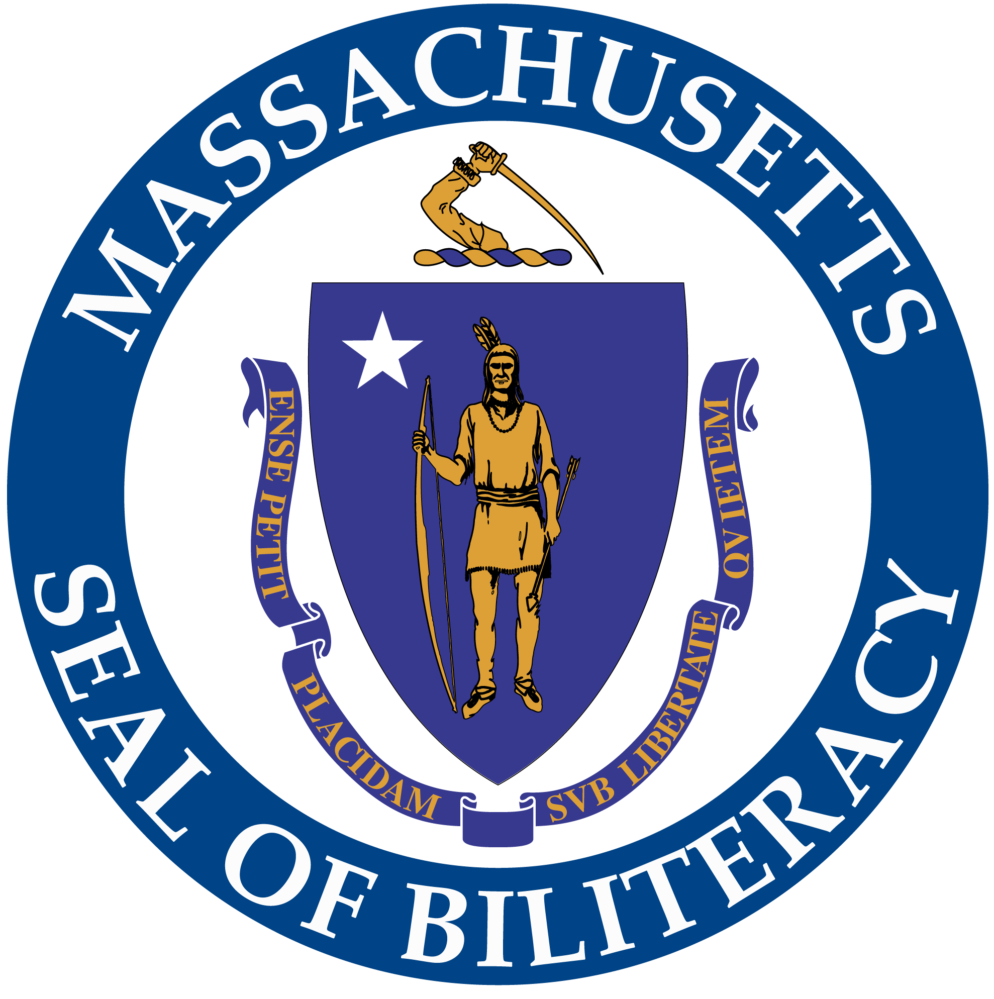 MASSACHUSETTS
SEAL OF BILITERACY
ENSE PETIT
PLACIDAM
SVB LIBERTATE
QVIETEM